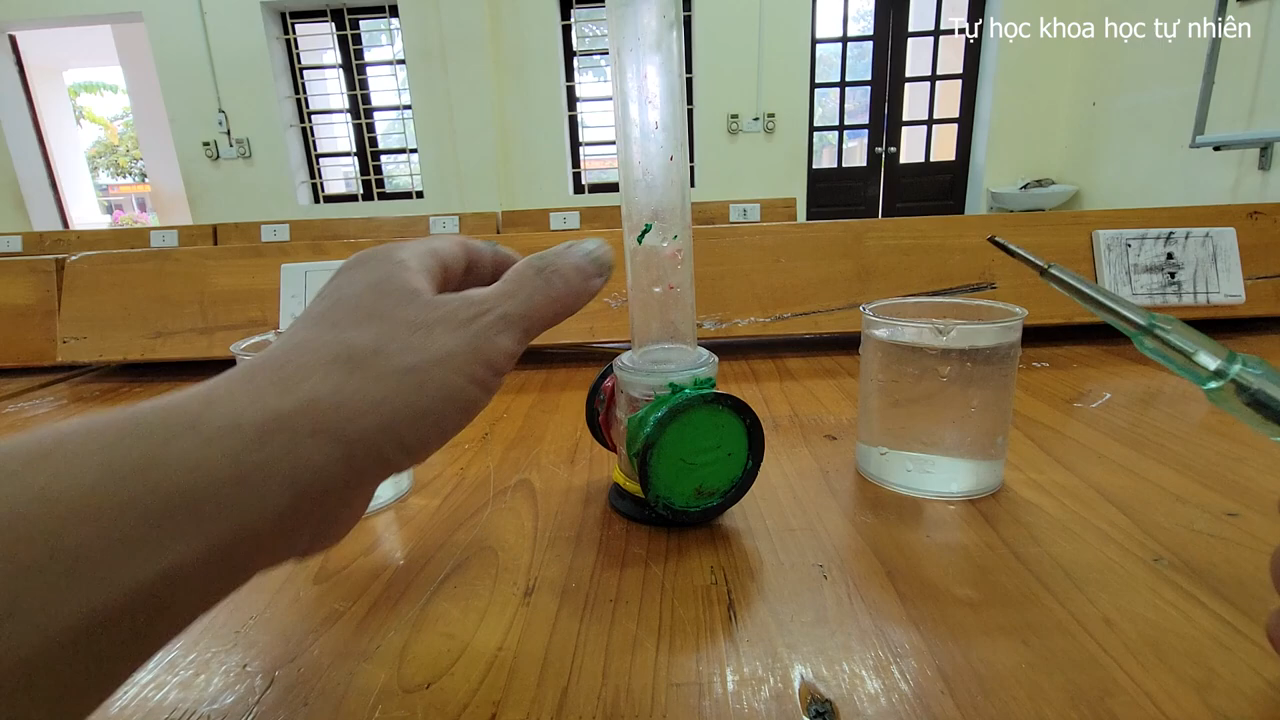 Tự học khoa học tự nhiên